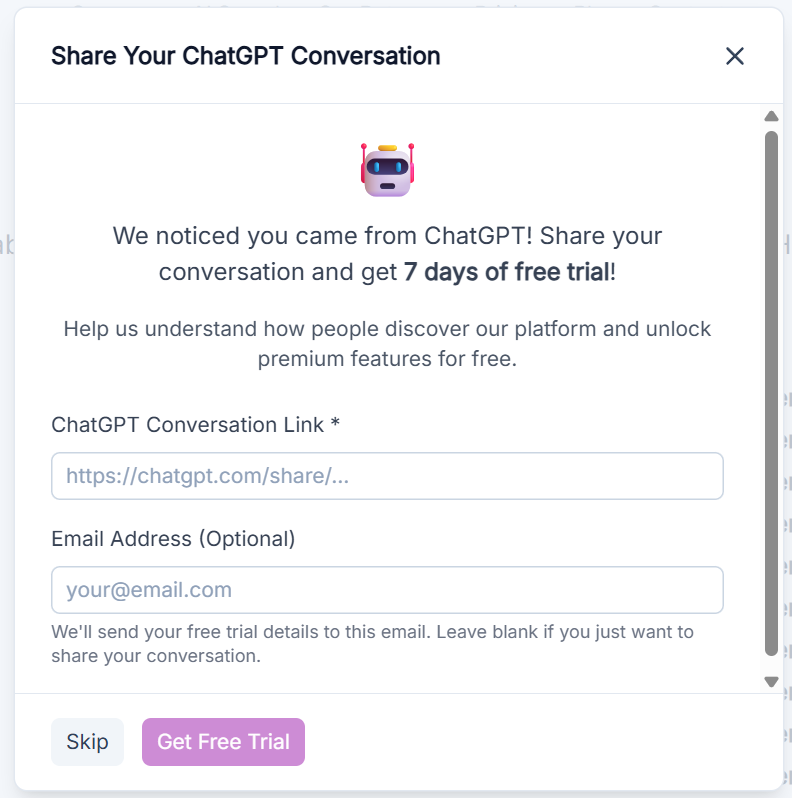 Share Your ChatGPT Conversation
We noticed you came from ChatGPT! Share your
conversation and get 7 days of free trial!
Help us understand how people discover our platform and unlock
premium features for free.
ChatGPT Conversation Link *
https://chatgpt.com/share/...
Email Address (Optional)
your@email.com
We'll send your free trial details to this email. Leave blank if you just want to
share your conversation.
Skip
Get Free Trial